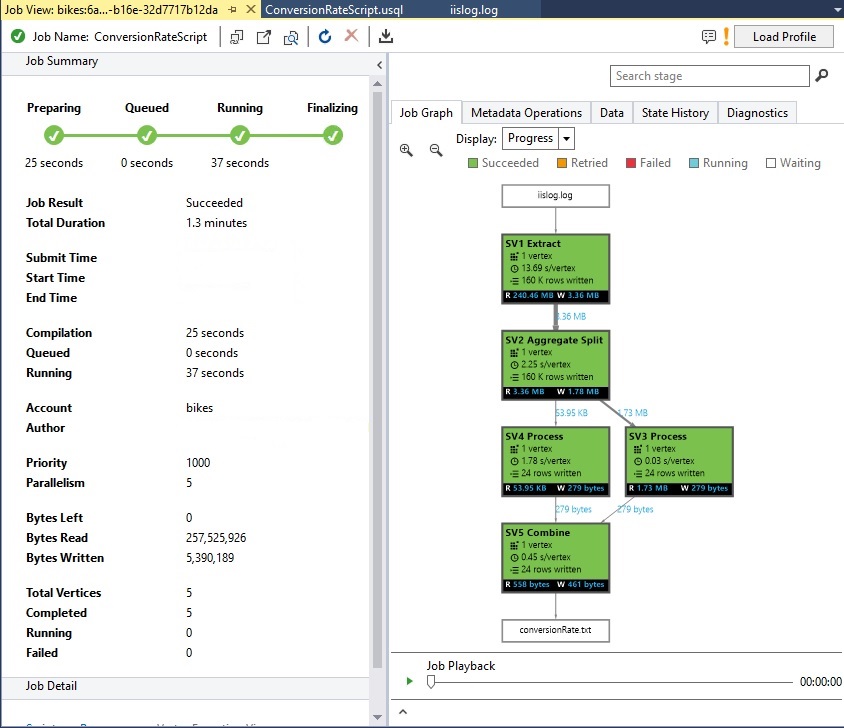 Job View: bikes:6a...-b16e-32d7717b12da
ConversionRateScript.usql
iislog.log
Job Name: ConversionRateScript
Load Profile
Job Summary
Preparing Queued Running Finalizing
25 seconds 0 seconds 37 seconds
Job Result Succeeded
Total Duration 1.3 minutes
Submit Time
Start Time
End Time
Compilation 25 seconds
Queued 0 seconds
Running 37 seconds
Account bikes
Author
Priority 1000
Parallelism 5
Bytes Left 0
Bytes Read 257,525,926
Bytes Written 5,390,189
Total Vertices 5
Completed 5
Running 0
Failed 0
Job Detail
Search stage
Job Graph Metadata Operations Data State History Diagnostics
Display: Progress
Succeeded Retried Failed Running Waiting
iislog.log
SV1 Extract
1 vertex
13.69 s/vertex
160 K rows written
R 240.46 MB W 3.36 MB
3.36 MB
SV2 Aggregate Split
1 vertex
2.25 s/vertex
160 K rows written
R 3.36 MB W 1.78 MB
53.95 KB 1.73 MB
SV4 Process
1 vertex
1.78 s/vertex
24 rows written
R 53.95 KB W 279 bytes
SV3 Process
1 vertex
0.03 s/vertex
24 rows written
R 1.73 MB W 279 bytes
279 bytes 279 bytes
SV5 Combine
1 vertex
0.45 s/vertex
24 rows written
R 558 bytes W 461 bytes
conversionRate.txt
Job Playback
00:00:00